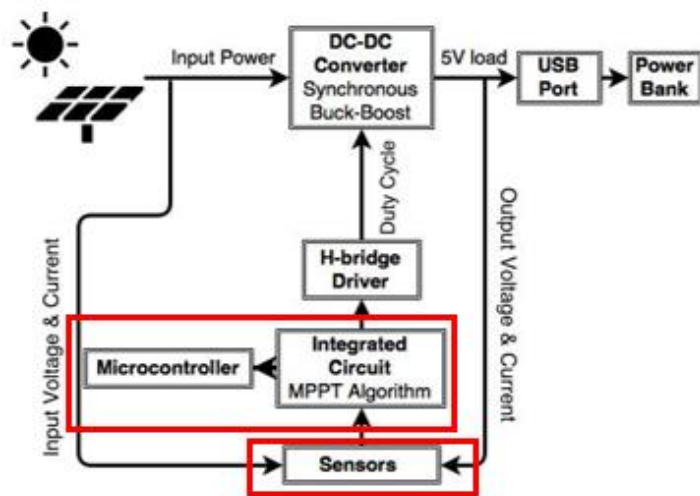 Input Power
DC-DC
Converter
Synchronous
Buck-Boost
5V load
USB
Port
Power
Bank
Duty Cycle
H-bridge
Driver
Input Voltage & Current
Output Voltage & Current
Microcontroller
Integrated
Circuit
MPPT Algorithm
Sensors